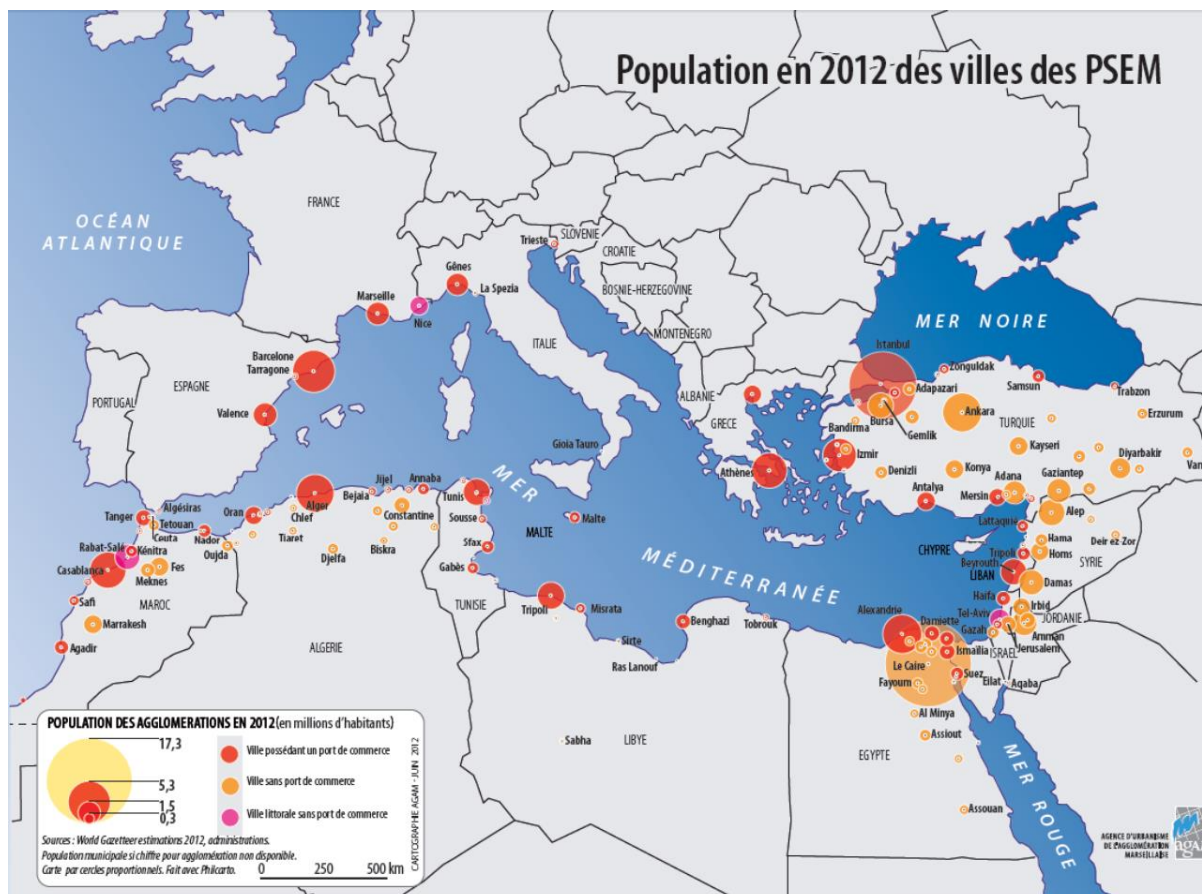 Population en 2012 des villes des PSEM
OCÉAN
ATLANTIQUE
FRANCE
SLOVENIE
Trieste
CROATIE
BOSNIE-HERZEGOVINE
Gênes
La Spezia
Marseille
Nice
MONTENEGRO
ITALIE
MER NOIRE
Istanbul
Zonguldak
Barcelone
Tarragone
ESPAGNE
PORTUGAL
Valence
ALBANIE
GRECE
Adapazari
Samsun
Trabzon
Bursa
Ankara
TURQUIE
Erzurum
Bandirma
Gemlik
Gioia Tauro
Izmir
Kayseri
Diyarbakir
Van
Athènes
Denizli
Konya
Adana
Gaziantep
Antalya
Mersin
Alep
MER
MÉDITERRANÉE
Jijel
Annaba
Bejaia
Tunis
Alger
Algésiras
Oran
Chlef
Constantine
Tanger
Tetouan
Ceuta
Nador
Tiaret
Sousse
Malte
MALTE
Lattaquié
Hama
Deir ez Zor
CHYPRE
Tripoli
Homs
SYRIE
Rabat-Salé
Kénitra
Oujda
Djelfa
Biskra
Sfax
Beyrouth
LIBAN
Damas
Casablanca
Fes
Meknes
Gabès
Haifa
Safi
MAROC
TUNISIE
Tripoli
Misrata
Alexandrie
Tel-Aviv
Irbid
JORDANIE
Marrakesh
Benghazi
Tobrouk
Damiette
Gazah
Amman
Agadir
ALGERIE
Sirte
Ismaïlia
ISRAEL
Jerusalem
Ras Lanouf
Le Caire
Suez
Fayoum
Eilat
Aqaba
Al Minya
Sabha
LIBYE
Assiout
EGYPTE
Assouan
MER ROUGE
POPULATION DES AGGLOMERATIONS EN 2012 (en millions d'habitants)
17,3
5,3
1,5
0,3
Ville possédant un port de commerce
Ville sans port de commerce
Ville littorale sans port de commerce
Sources : World Gazetteer estimations 2012, administrations.
Population municipale si chiffre pour agglomération non disponible.
Carte par cercles proportionnels. Fait avec Philcarto.
0 250 500 km
CARTOGRAPHIE AGAM - JUIN 2012
AGENCE D'URBANISME
DE L'AGGLOMÉRATION
MARSEILLAISE
agAM